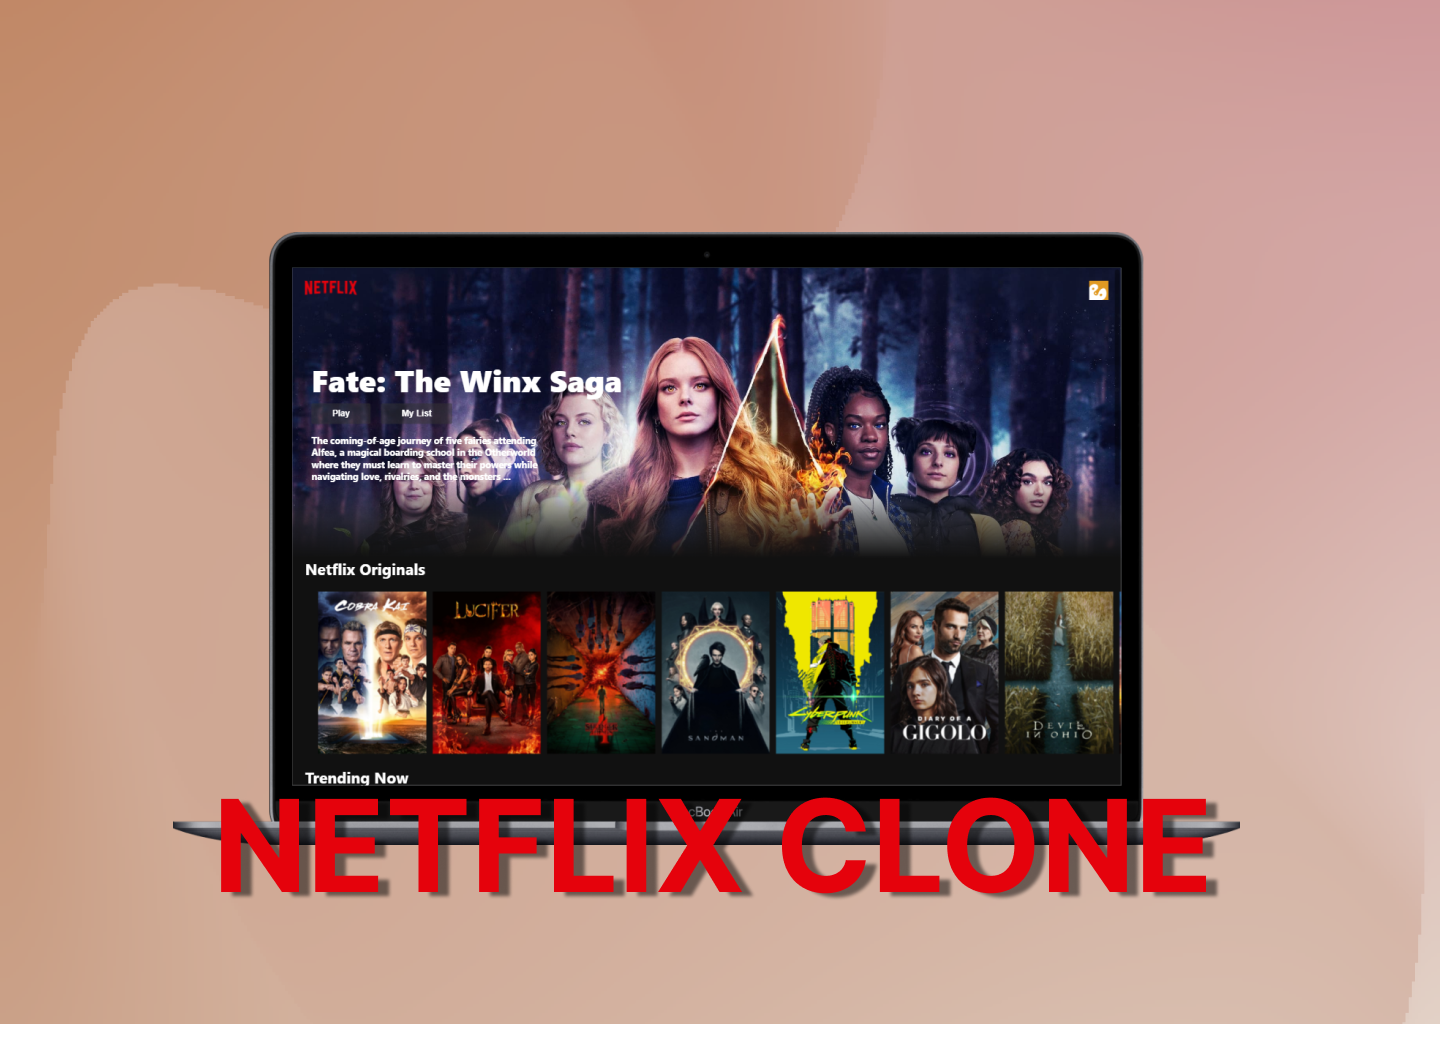 NETFLIX
Fate: The Winx Saga
Play
My List
The coming-of-age journey of five fairies attending
Alfea, a magical boarding school in the Otherworld
where they must learn to master their powers while
navigating love, rivalries, and the monsters ...
Netflix Originals
COBRA KAI
LUCIFER
SANDMAN
CYBERPUNK
DIARY OF A
GIGOLO
DEVIL
IN OHIO
Trending Now
NETFLIX CLONE